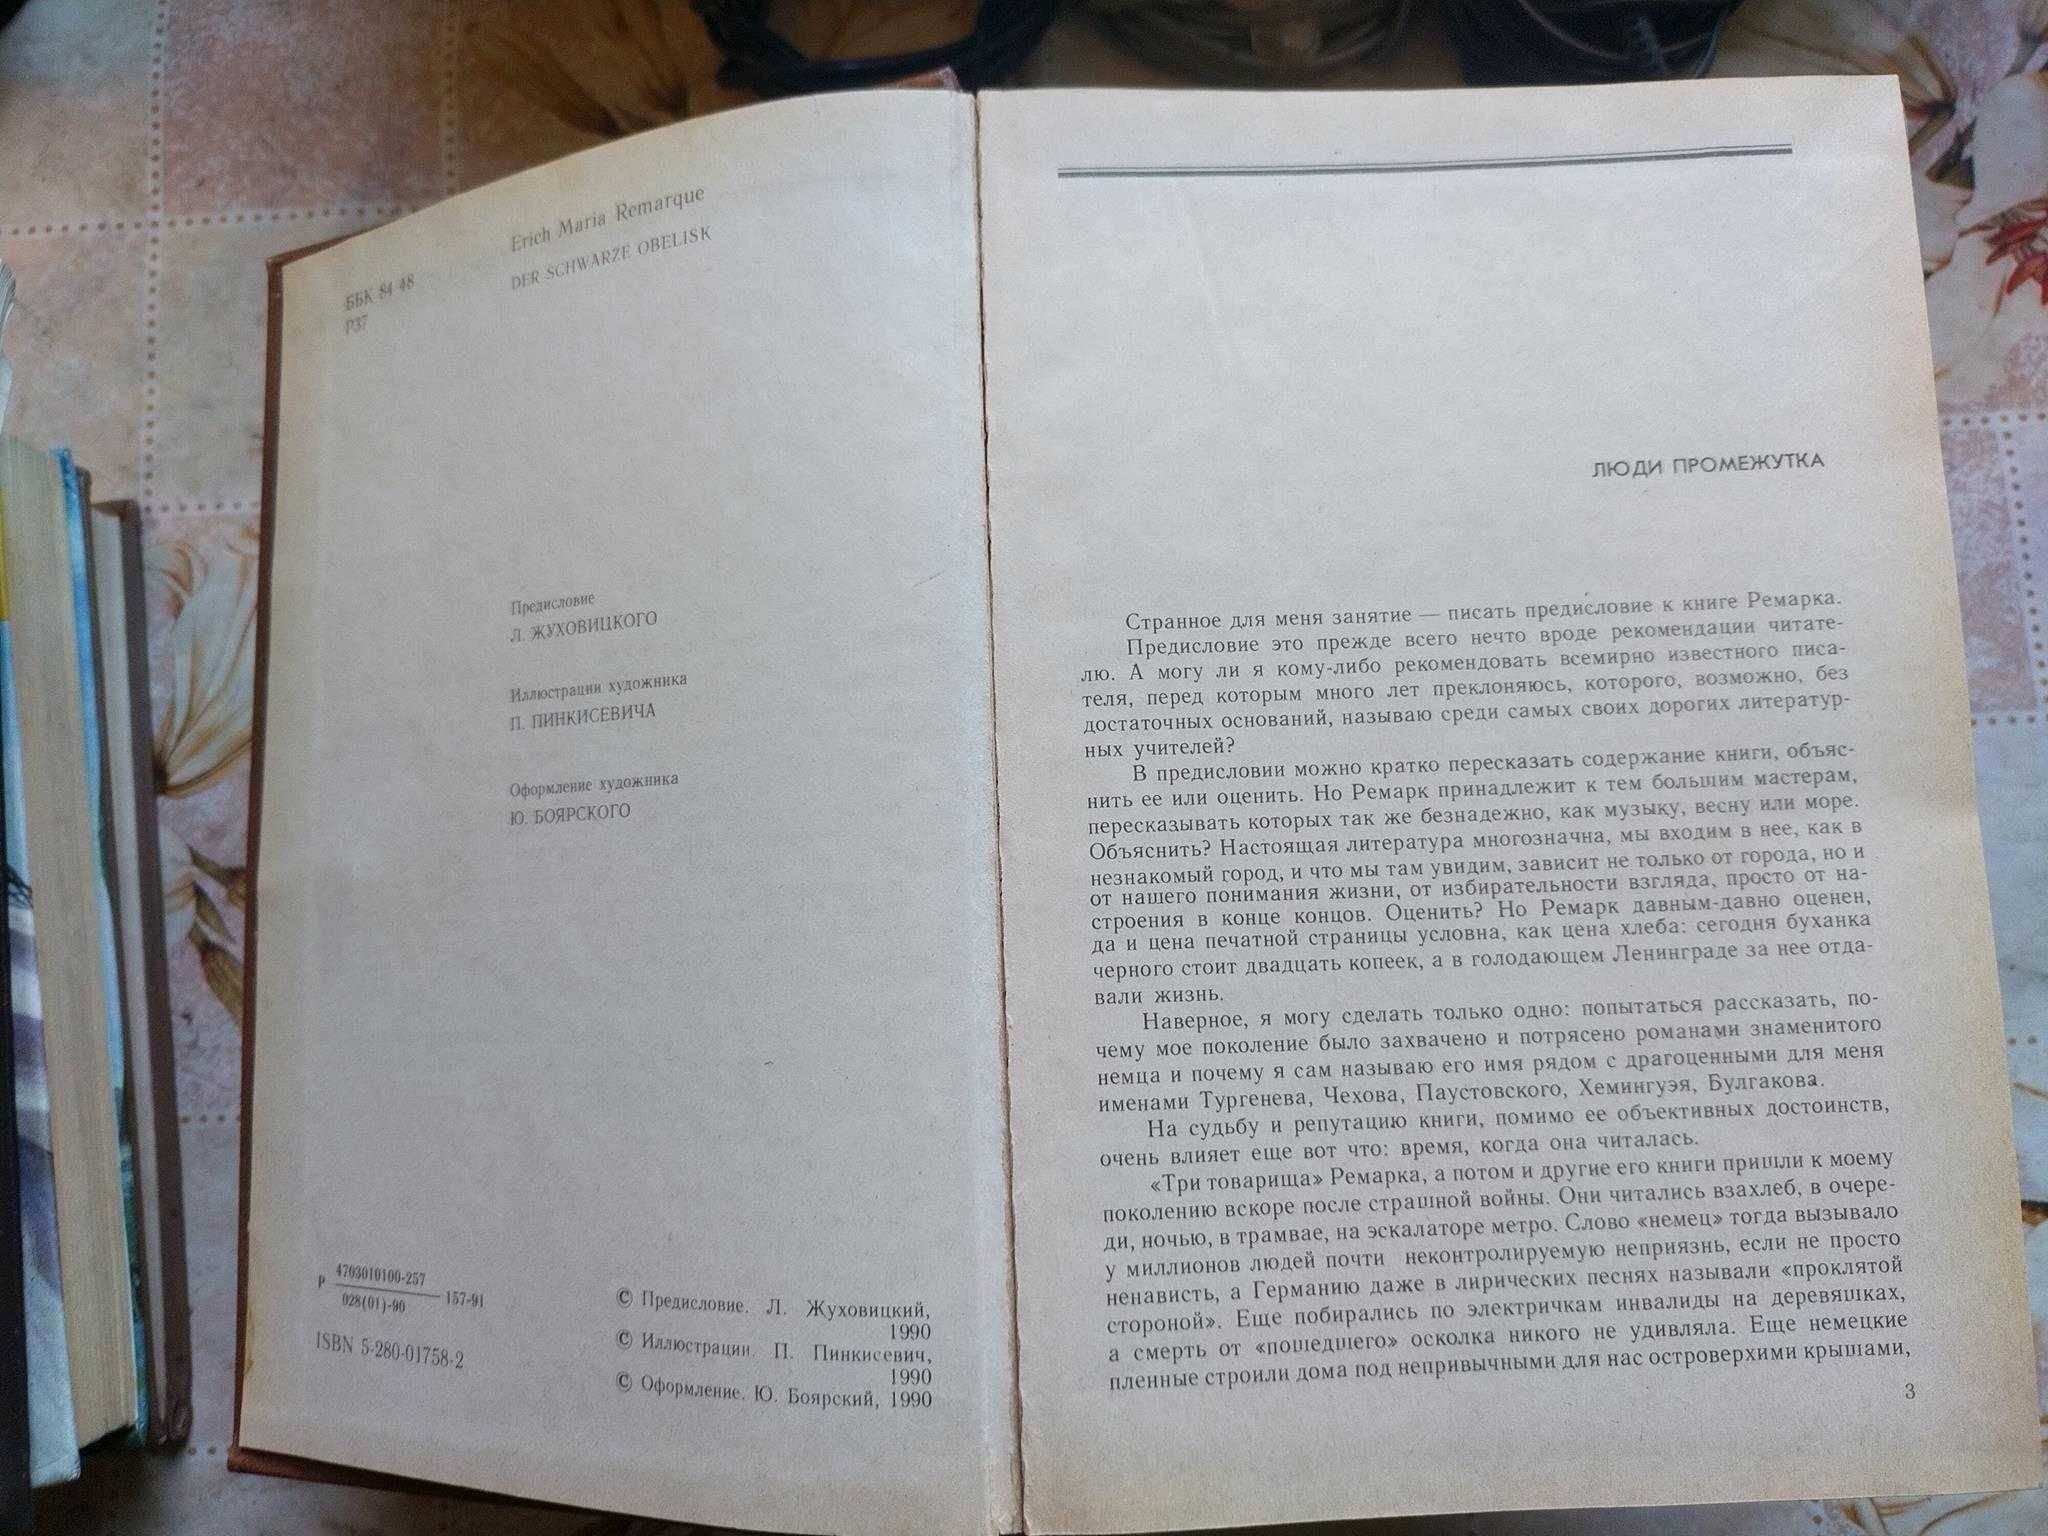 Erich Maria Remarque
DER SCHWARZE OBELISK
ББК 84 48
Р37
Предисловие
Л. ЖУХОВИЦКОГО
Иллюстрации художника
П. ПИНКИСЕВИЧА
Оформление художника
Ю. БОЯРСКОГО
Р 4703010100-257
028(01)-90
157-91
ISBN 5-280-01758-2
© Предисловие. Л. Жуховицкий,
1990
© Иллюстрации. П. Пинкисевич,
1990
© Оформление. Ю. Боярский, 1990
ЛЮДИ ПРОМЕЖУТКА
Странное для меня занятие — писать предисловие к книге Ремарка.
Предисловие это прежде всего нечто вроде рекомендации читате-
лю. А могу ли я кому-либо рекомендовать всемирно известного писа-
теля, перед которым много лет преклоняюсь, которого, возможно, без
достаточных оснований, называю среди самых своих дорогих литератур-
ных учителей?
В предисловии можно кратко пересказать содержание книги, объяс-
нить ее или оценить. Но Ремарк принадлежит к тем большим мастерам,
пересказывать которых так же безнадежно, как музыку, весну или море.
Объяснить? Настоящая литература многозначна, мы входим в нее, как в
незнакомый город, и что мы там увидим, зависит не только от города, но и
от нашего понимания жизни, от избирательности взгляда, просто от на-
строения в конце концов. Оценить? Но Ремарк давным-давно оценен,
да и цена печатной страницы условна, как цена хлеба: сегодня буханка
черного стоит двадцать копеек, а в голодающем Ленинграде за нее отда-
вали жизнь.
Наверное, я могу сделать только одно: попытаться рассказать, по-
чему мое поколение было захвачено и потрясено романами знаменитого
немца и почему я сам называю его имя рядом с драгоценными для меня
именами Тургенева, Чехова, Паустовского, Хемингуэя, Булгакова.
На судьбу и репутацию книги, помимо ее объективных достоинств,
очень влияет еще вот что: время, когда она читалась.
«Три товарища» Ремарка, а потом и другие его книги пришли к моему
поколению вскоре после страшной войны. Они читались взахлеб, в очере-
ди, ночью, в трамвае, на эскалаторе метро. Слово «немец» тогда вызывало
у миллионов людей почти неконтролируемую неприязнь, если не просто
ненависть, а Германию даже в лирических песнях называли «проклятой
стороной». Еще побирались по электричкам инвалиды на деревяшках,
а смерть от «пошедшего» осколка никого не удивляла. Еще немецкие
пленные строили дома под непривычными для нас островерхими крышами,
3